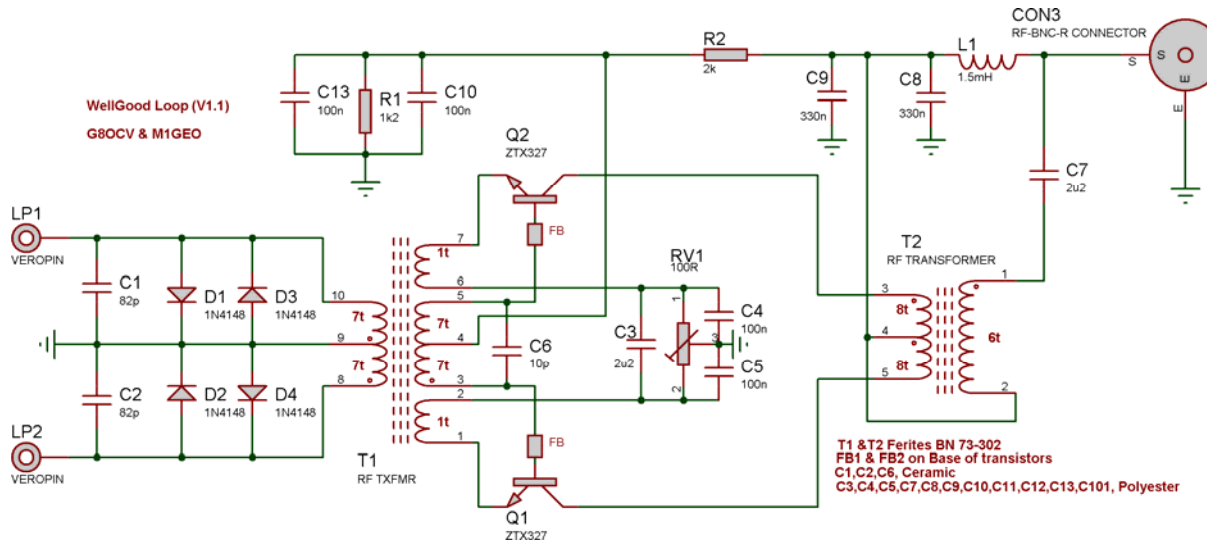 CON3
RF-BNC-R CONNECTOR
S
S
E
E
R2
2k
L1
1.5mH
C9
330n
C8
330n
C13
100n
R1
1k2
C10
100n
WellGood Loop (V1.1)
G8OCV & M1GEO
Q2
ZTX327
FB
C7
2u2
LP1
VEROPIN
C1
82p
D1
1N4148
D3
1N4148
C2
82p
D2
1N4148
D4
1N4148
LP2
VEROPIN
10
9
8
7t
7t
7
1t
6
5
7t
4
7t
3
2
1t
1
T1
RF TXFMR
C6
10p
C3
2u2
RV1
100R
1
3
2
C4
100n
C5
100n
T2
RF TRANSFORMER
3
8t
4
8t
5
1
6t
2
FB
Q1
ZTX327
T1 &T2 Ferites BN 73-302
FB1 & FB2 on Base of transistors
C1,C2,C6, Ceramic
C3,C4,C5,C7,C8,C9,C10,C11,C12,C13,C101, Polyester